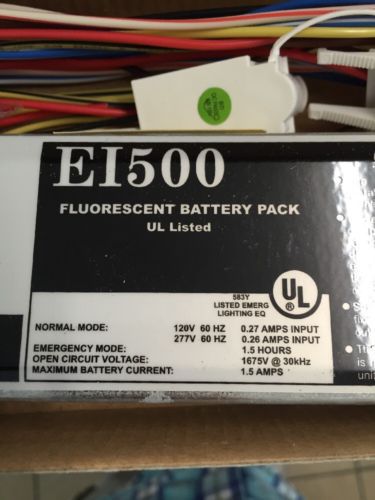 EI500
FLUORESCENT BATTERY PACK
UL Listed
UL
583Y
LISTED EMERG
LIGHTING EQ
NORMAL MODE: 120V 60 HZ 0.27 AMPS INPUT
277V 60 HZ 0.26 AMPS INPUT
EMERGENCY MODE: 1.5 HOURS
OPEN CIRCUIT VOLTAGE: 1675V @ 30kHz
MAXIMUM BATTERY CURRENT: 1.5 AMPS